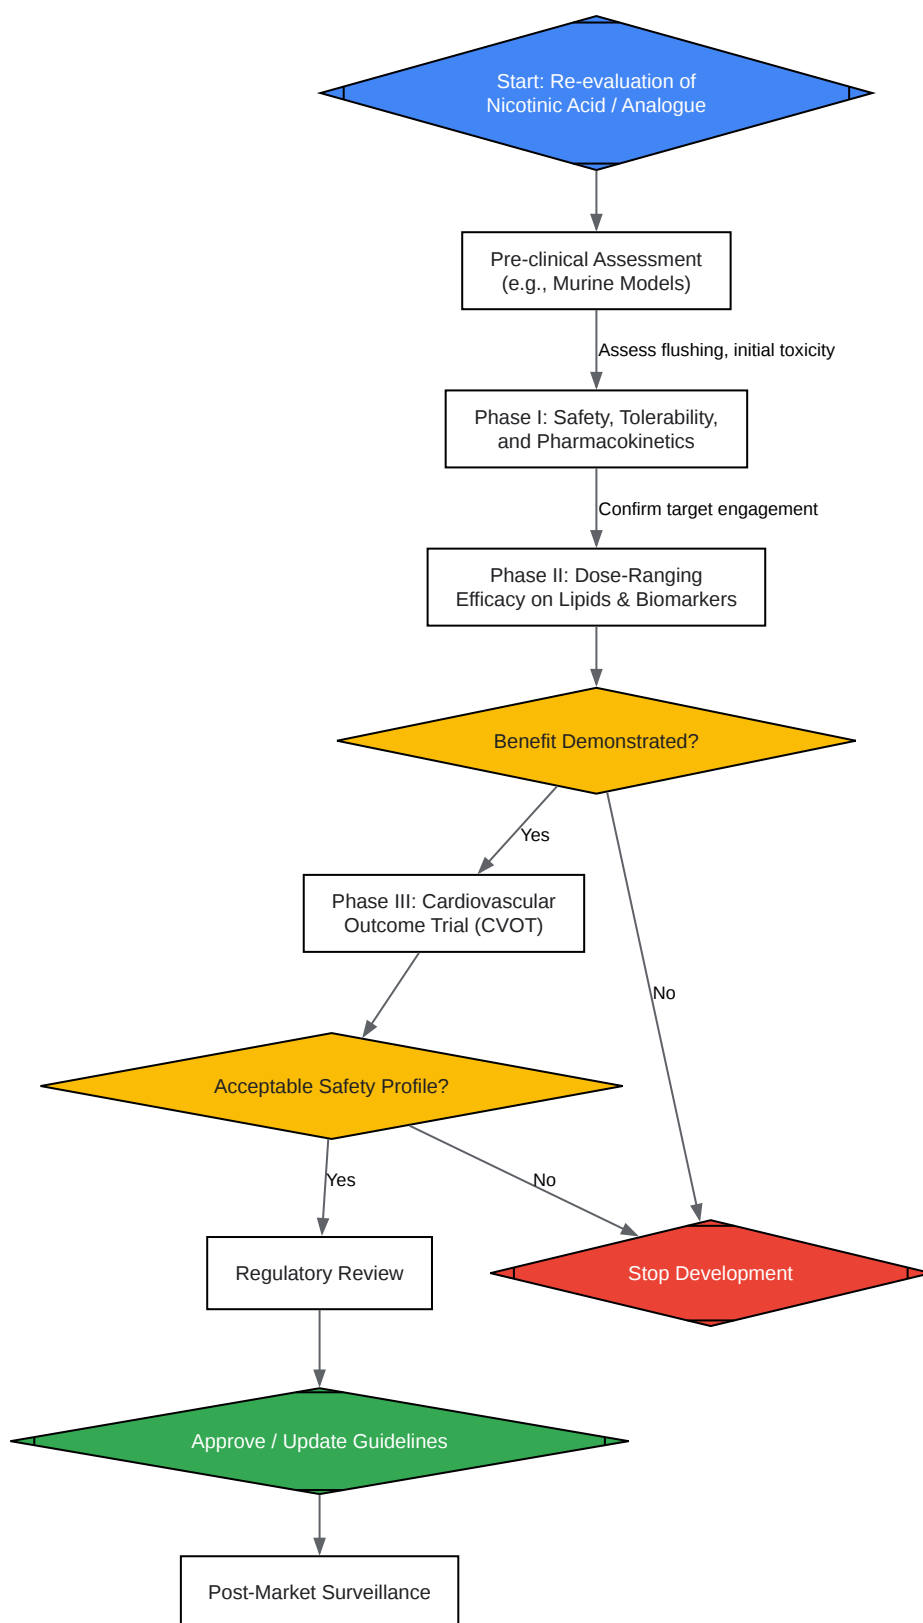 Start: Re-evaluation of
Nicotinic Acid / Analogue
Pre-clinical Assessment
(e.g., Murine Models)
Assess flushing, initial toxicity
Phase I: Safety, Tolerability,
and Pharmacokinetics
Confirm target engagement
Phase II: Dose-Ranging
Efficacy on Lipids & Biomarkers
Benefit Demonstrated?
Yes
Phase III: Cardiovascular
Outcome Trial (CVOT)
No
Acceptable Safety Profile?
Yes
No
Regulatory Review
Stop Development
Approve / Update Guidelines
Post-Market Surveillance